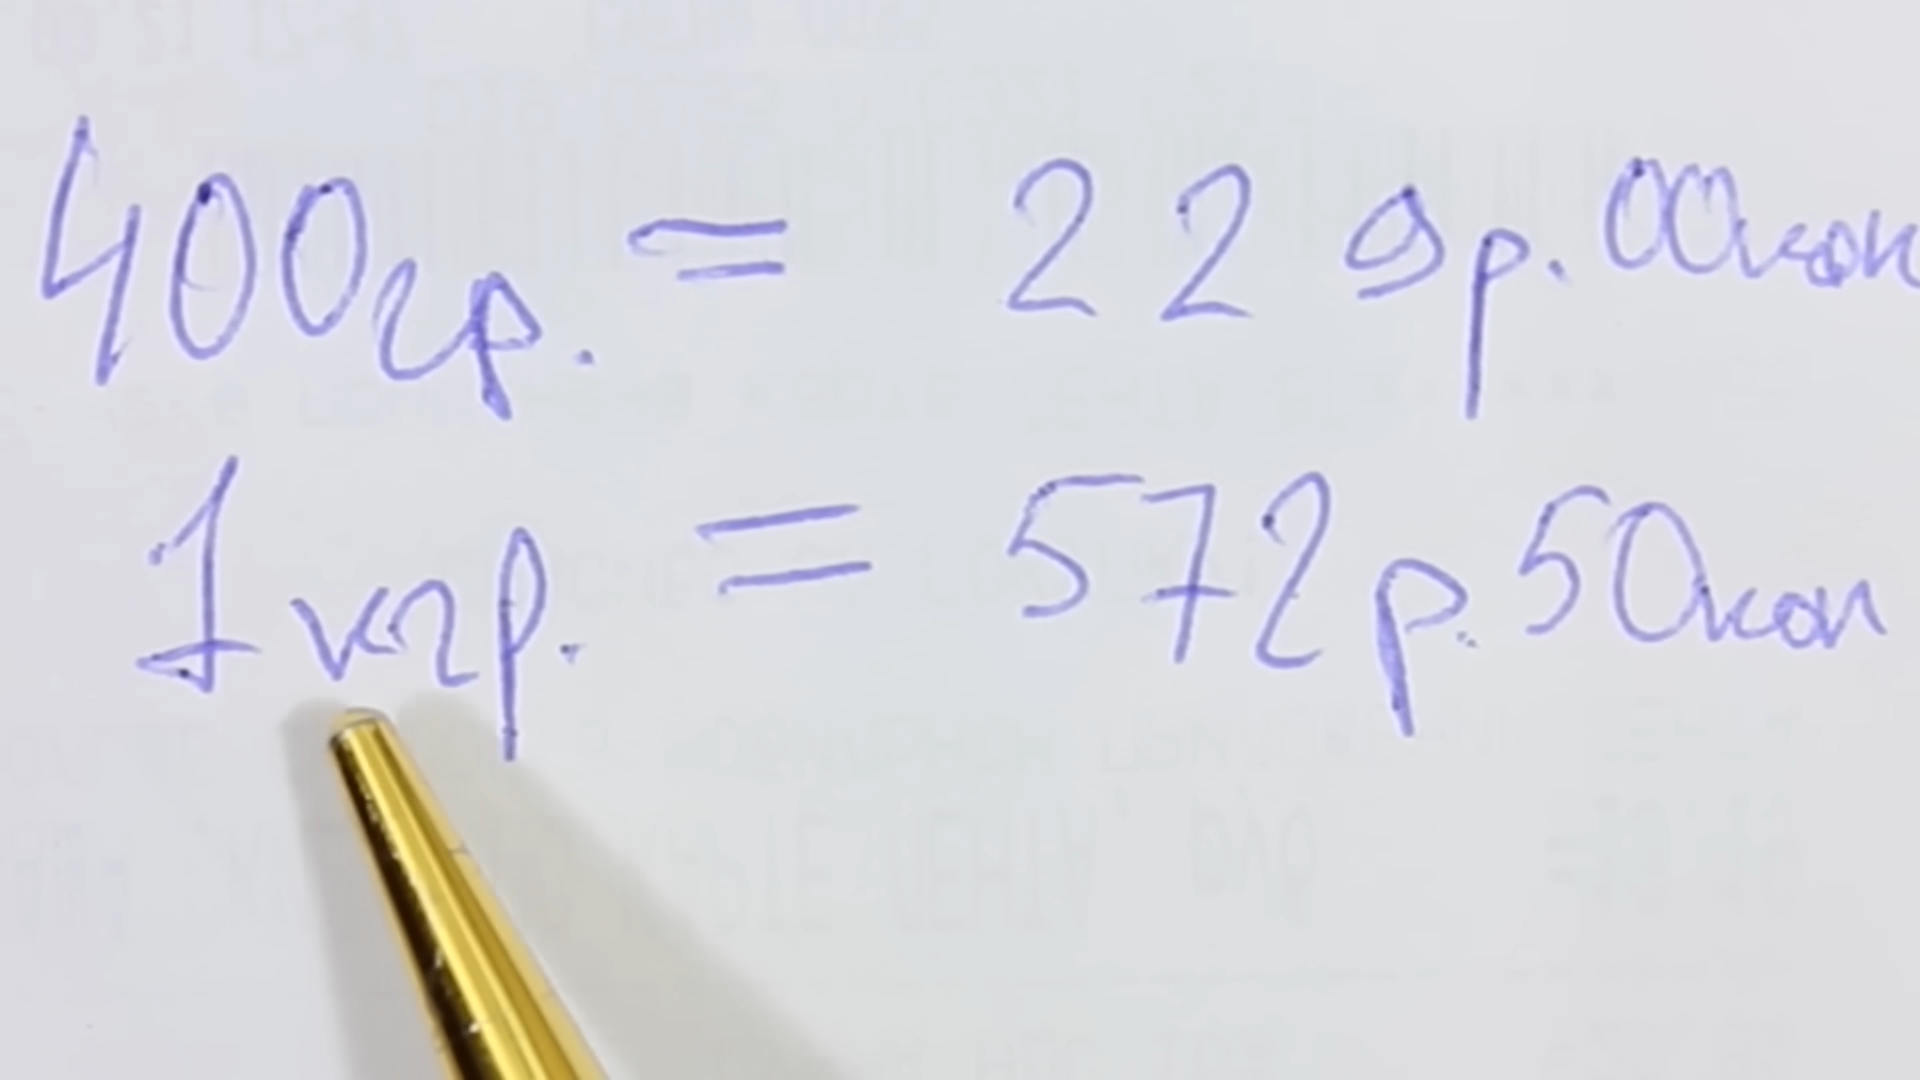 400гр. = 229р. 00коп
1кгр. = 572р. 50коп